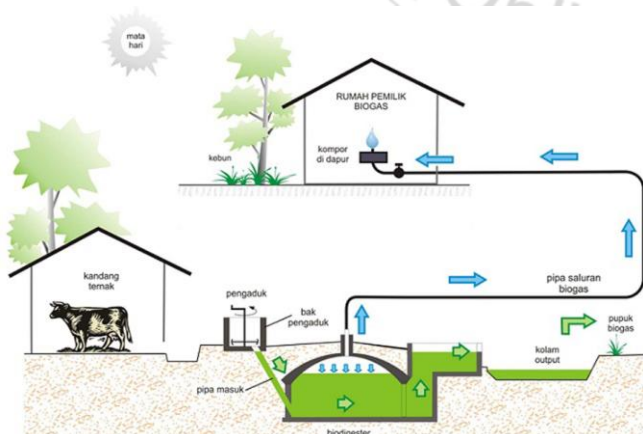 mata
hari
RUMAH PEMILIK
BIOGAS
kompor
di dapur
kebun
kandang
ternak
pengaduk
bak
pengaduk
pipa saluran
biogas
pupuk
biogas
kolam
output
pipa masuk
biodigester